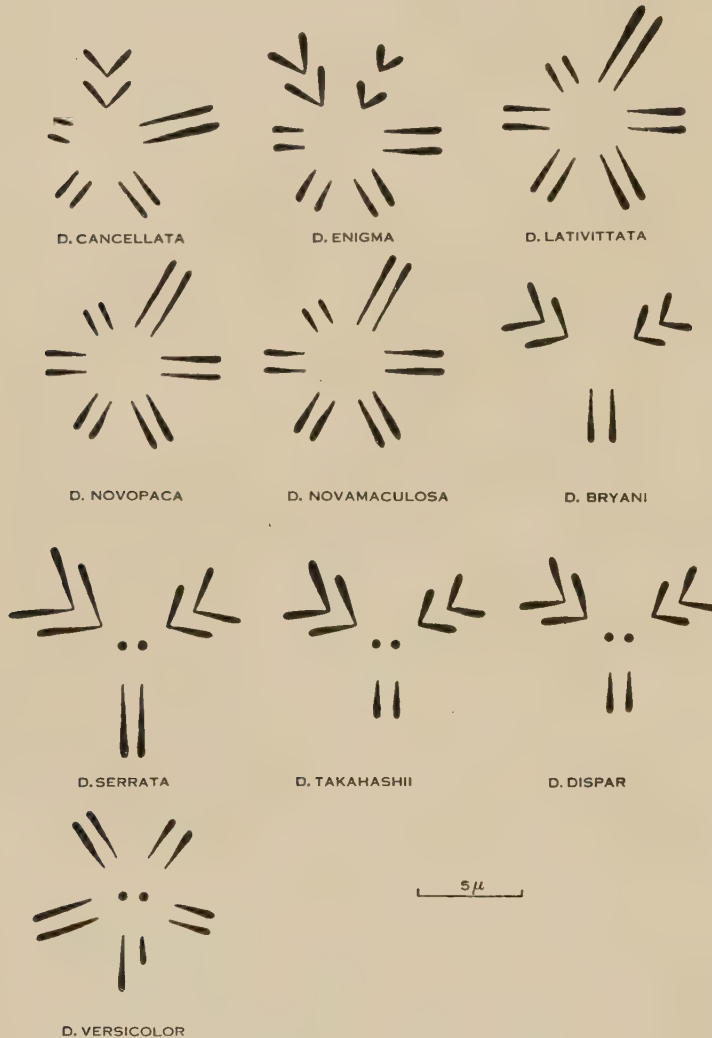 D. CANCELLATA
D. ENIGMA
D. LATIVITTATA
D. NOVOPACA
D. NOVAMACULOSA
D. BRYANI
D. SERRATA
D. TAKAHASHII
D. DISPAR
5μ
D. VERSICOLOR